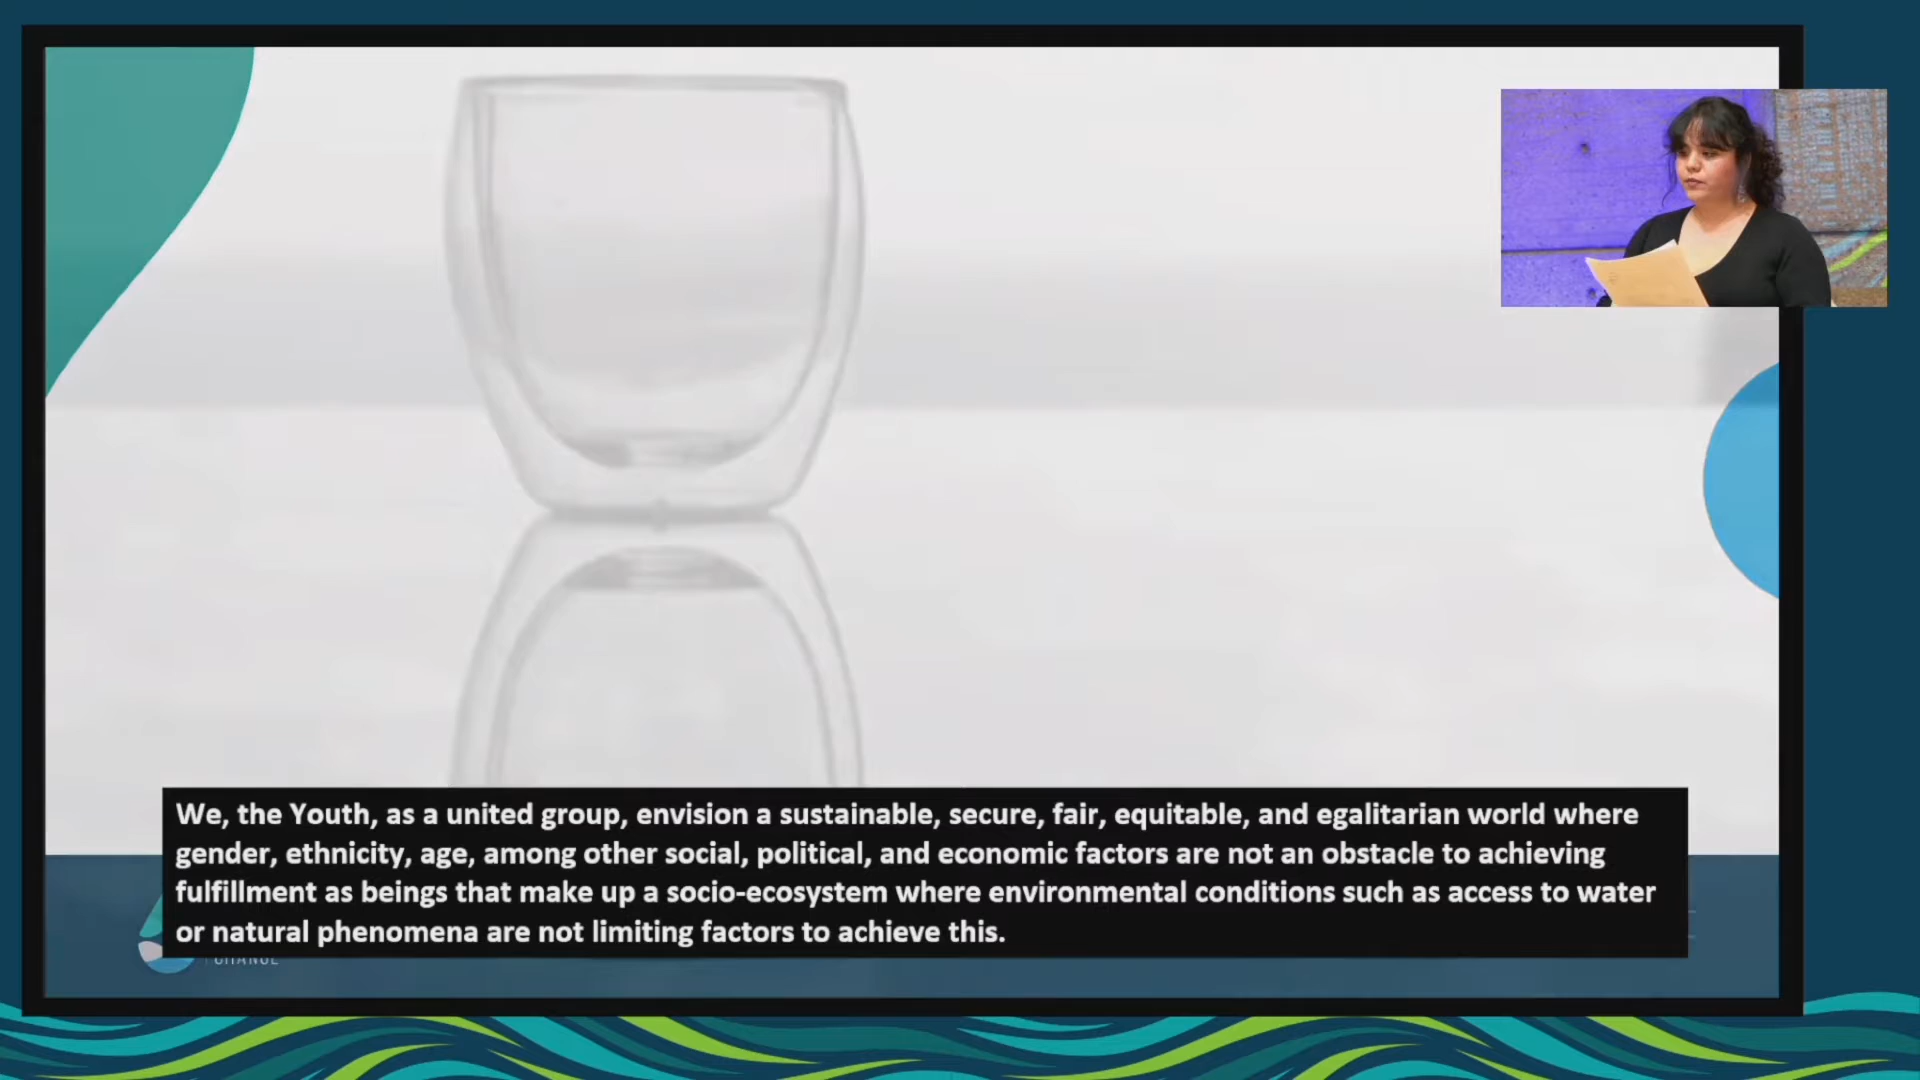 We, the Youth, as a united group, envision a sustainable, secure, fair, equitable, and egalitarian world where
gender, ethnicity, age, among other social, political, and economic factors are not an obstacle to achieving
fulfillment as beings that make up a socio-ecosystem where environmental conditions such as access to water
or natural phenomena are not limiting factors to achieve this.
CHANGE